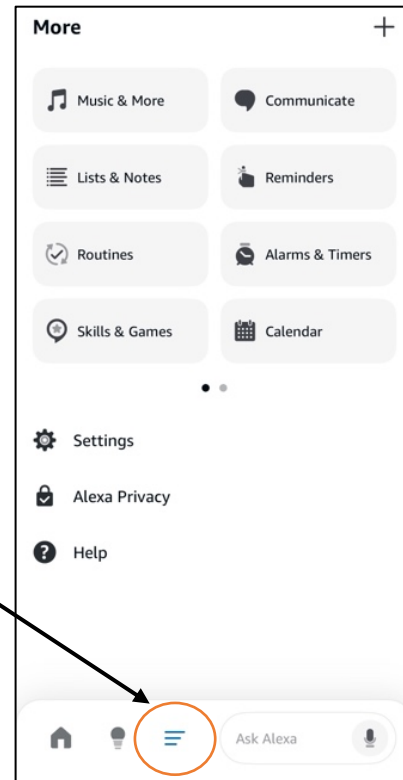 More
Music & More
Communicate
Lists & Notes
Reminders
Routines
Alarms & Timers
Skills & Games
Calendar
Settings
Alexa Privacy
Help
Ask Alexa